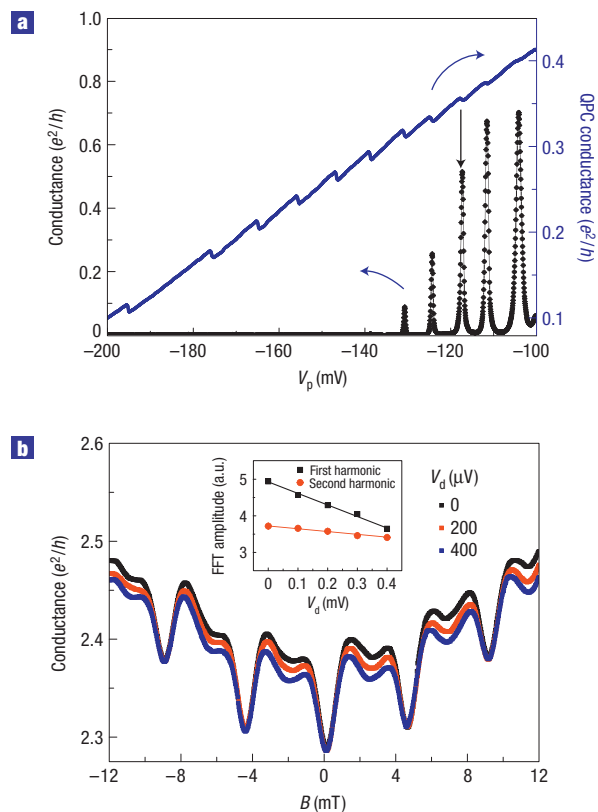 a
1.0
0.8
0.6
0.4
0.2
0
Conductance (e²/h)
0.4
0.3
0.2
0.1
QPC conductance (e²/h)
−200 −180 −160 −140 −120 −100
Vp (mV)
b
2.6
2.5
2.4
2.3
Conductance (e²/h)
5
4
3
FFT amplitude (a.u.)
First harmonic
Second harmonic
0 0.1 0.2 0.3 0.4
Vd (mV)
Vd (μV)
0
200
400
−12 −8 −4 0 4 8 12
B (mT)